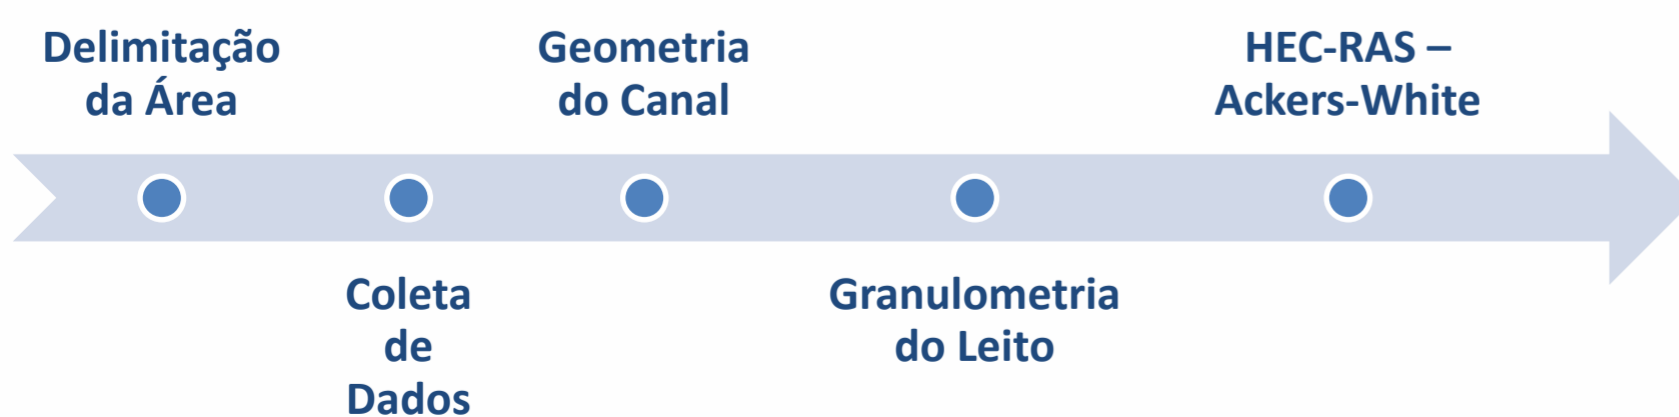 Delimitação
da Área
Coleta
de
Dados
Geometria
do Canal
Granulometria
do Leito
HEC-RAS –
Ackers-White